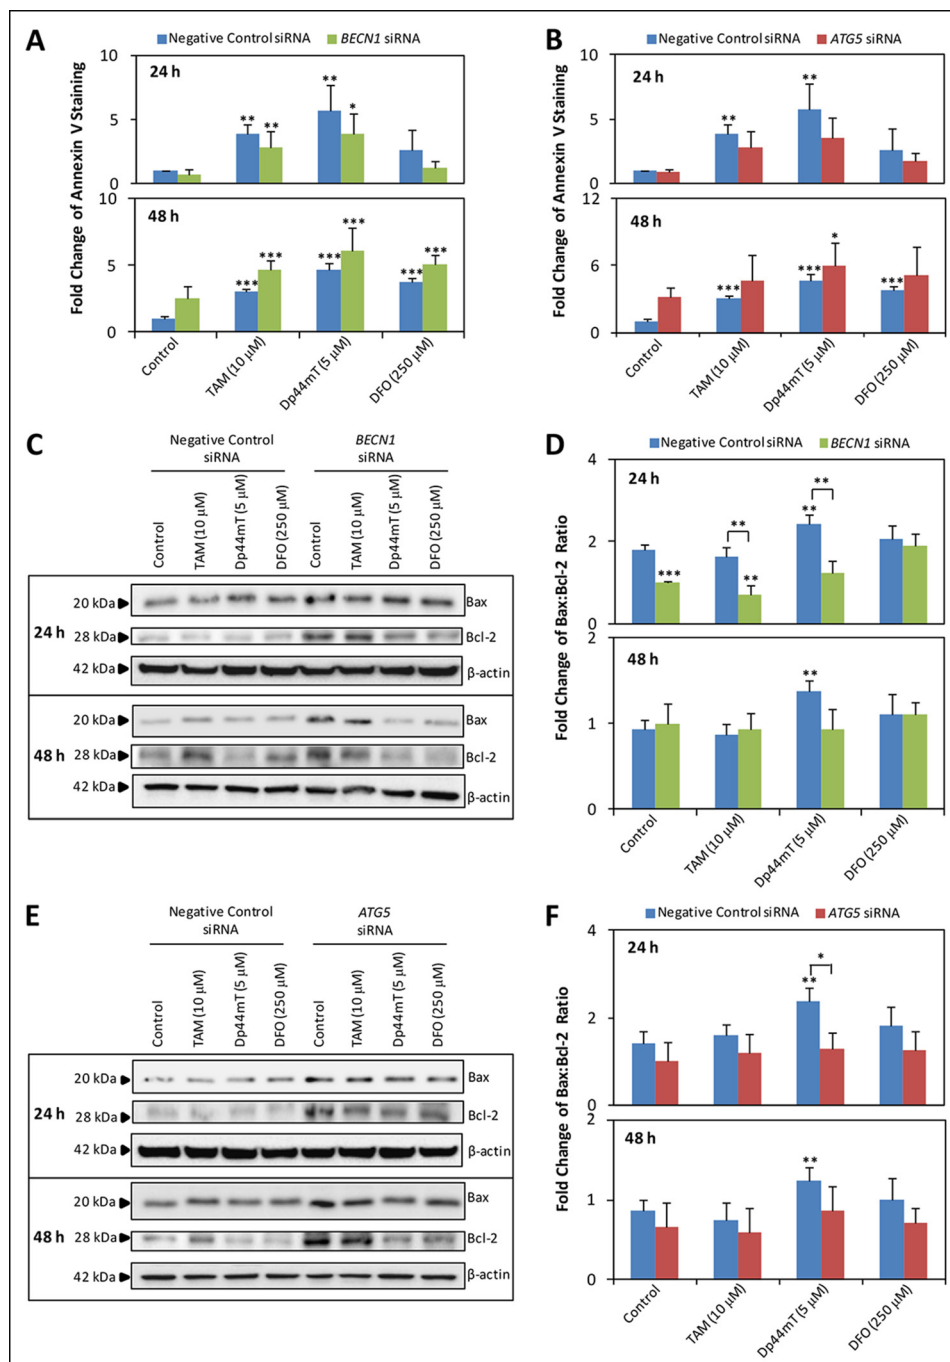 A
Negative Control siRNA BECN1 siRNA
Fold Change of Annexin V Staining
24 h
10
5
0
** ** ** *
48 h
10
5
0
*** *** *** *** *** ***
Control
TAM (10 µM)
Dp44mT (5 µM)
DFO (250 µM)
B
Negative Control siRNA ATG5 siRNA
Fold Change of Annexin V Staining
24 h
10
5
0
** **
48 h
12
6
0
*** *** * ***
Control
TAM (10 µM)
Dp44mT (5 µM)
DFO (250 µM)
C
Negative Control siRNA
BECN1 siRNA
Control
TAM (10 µM)
Dp44mT (5 µM)
DFO (250 µM)
Control
TAM (10 µM)
Dp44mT (5 µM)
DFO (250 µM)
24 h
20 kDa Bax
28 kDa Bcl-2
42 kDa β-actin
48 h
20 kDa Bax
28 kDa Bcl-2
42 kDa β-actin
D
Negative Control siRNA BECN1 siRNA
Fold Change of Bax:Bcl-2 Ratio
24 h
4
2
0
*** ** ** ** **
48 h
2
1
0
**
Control
TAM (10 µM)
Dp44mT (5 µM)
DFO (250 µM)
E
Negative Control siRNA
ATG5 siRNA
Control
TAM (10 µM)
Dp44mT (5 µM)
DFO (250 µM)
Control
TAM (10 µM)
Dp44mT (5 µM)
DFO (250 µM)
24 h
20 kDa Bax
28 kDa Bcl-2
42 kDa β-actin
48 h
20 kDa Bax
28 kDa Bcl-2
42 kDa β-actin
F
Negative Control siRNA ATG5 siRNA
Fold Change of Bax:Bcl-2 Ratio
24 h
4
2
0
** *
48 h
2
1
0
**
Control
TAM (10 µM)
Dp44mT (5 µM)
DFO (250 µM)